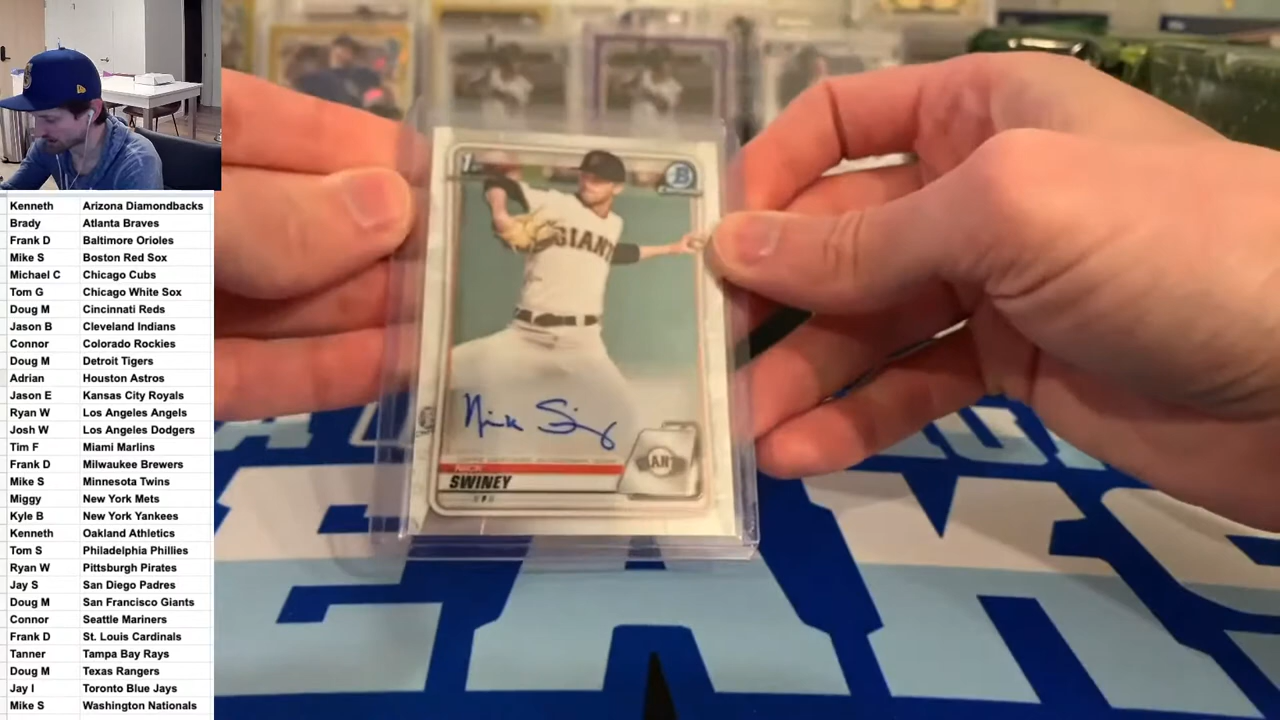 Kenneth Arizona Diamondbacks
Brady Atlanta Braves
Frank D Baltimore Orioles
Mike S Boston Red Sox
Michael C Chicago Cubs
Tom G Chicago White Sox
Doug M Cincinnati Reds
Jason B Cleveland Indians
Connor Colorado Rockies
Doug M Detroit Tigers
Adrian Houston Astros
Jason E Kansas City Royals
Ryan W Los Angeles Angels
Josh W Los Angeles Dodgers
Tim F Miami Marlins
Frank D Milwaukee Brewers
Mike S Minnesota Twins
Miggy New York Mets
Kyle B New York Yankees
Kenneth Oakland Athletics
Tom S Philadelphia Phillies
Ryan W Pittsburgh Pirates
Jay S San Diego Padres
Doug M San Francisco Giants
Connor Seattle Mariners
Frank D St. Louis Cardinals
Tanner Tampa Bay Rays
Doug M Texas Rangers
Jay I Toronto Blue Jays
Mike S Washington Nationals
1st
B
GIANT
Nick Swiney
NICK
SWINEY